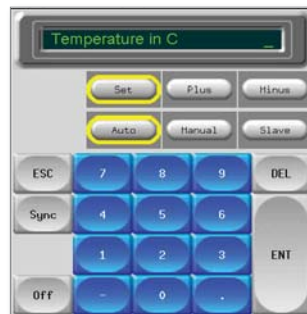 Temperature in C _
Set Plus Minus
Auto Manual Slave
ESC 7 8 9 DEL
Sync 4 5 6
1 2 3 ENT
Off - 0 .